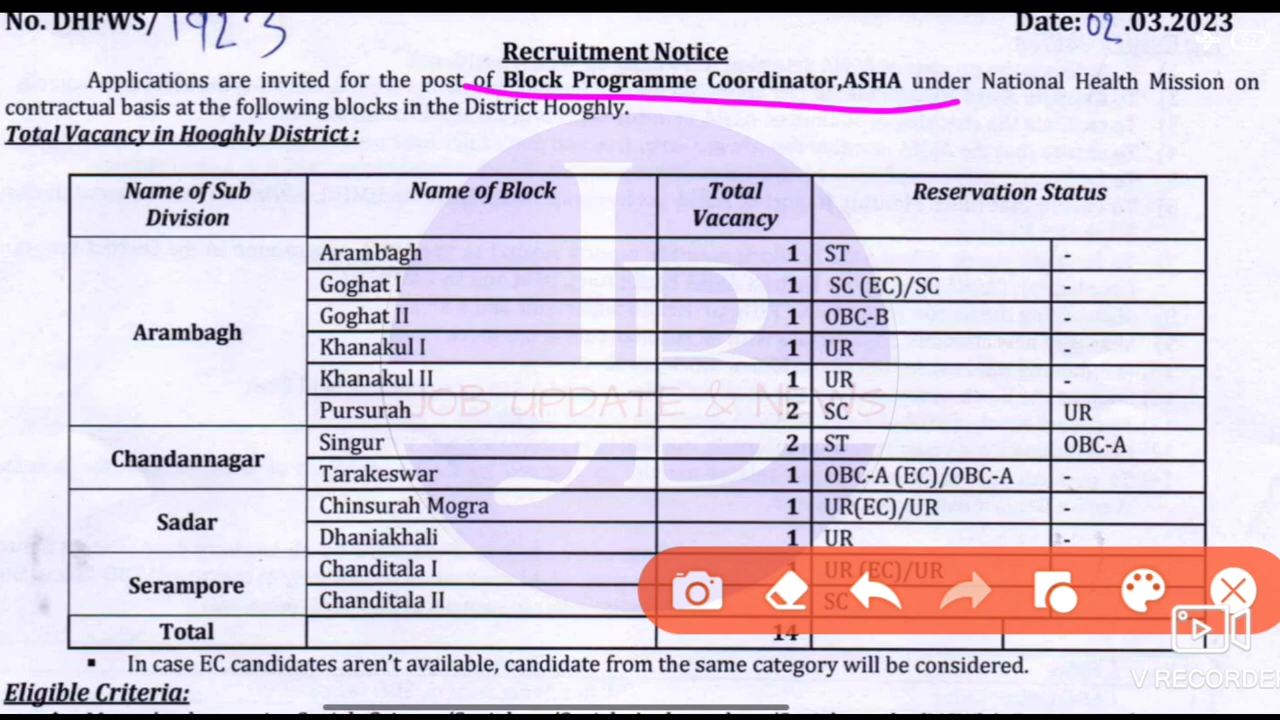 No. DHFWS/ 1923
Date: 02.03.2023
Recruitment Notice
Applications are invited for the post of Block Programme Coordinator,ASHA under National Health Mission on
contractual basis at the following blocks in the District Hooghly.
Total Vacancy in Hooghly District :
Name of Sub Division Name of Block Total Vacancy Reservation Status
Arambagh
Arambagh 1 ST -
Goghat I 1 SC (EC)/SC -
Goghat II 1 OBC-B -
Khanakul I 1 UR -
Khanakul II 1 UR -
Pursurah 2 SC UR
Chandannagar
Singur 2 ST OBC-A
Tarakeswar 1 OBC-A (EC)/OBC-A
Sadar
Chinsurah Mogra 1 UR(EC)/UR
Dhaniakhali 1 UR -
Serampore
Chanditala I 1 UR (EC)/UR
Chanditala II SC
Total 14
JOB UPDATE & NEWS
▪ In case EC candidates aren't available, candidate from the same category will be considered.
Eligible Criteria:
V RECORDER